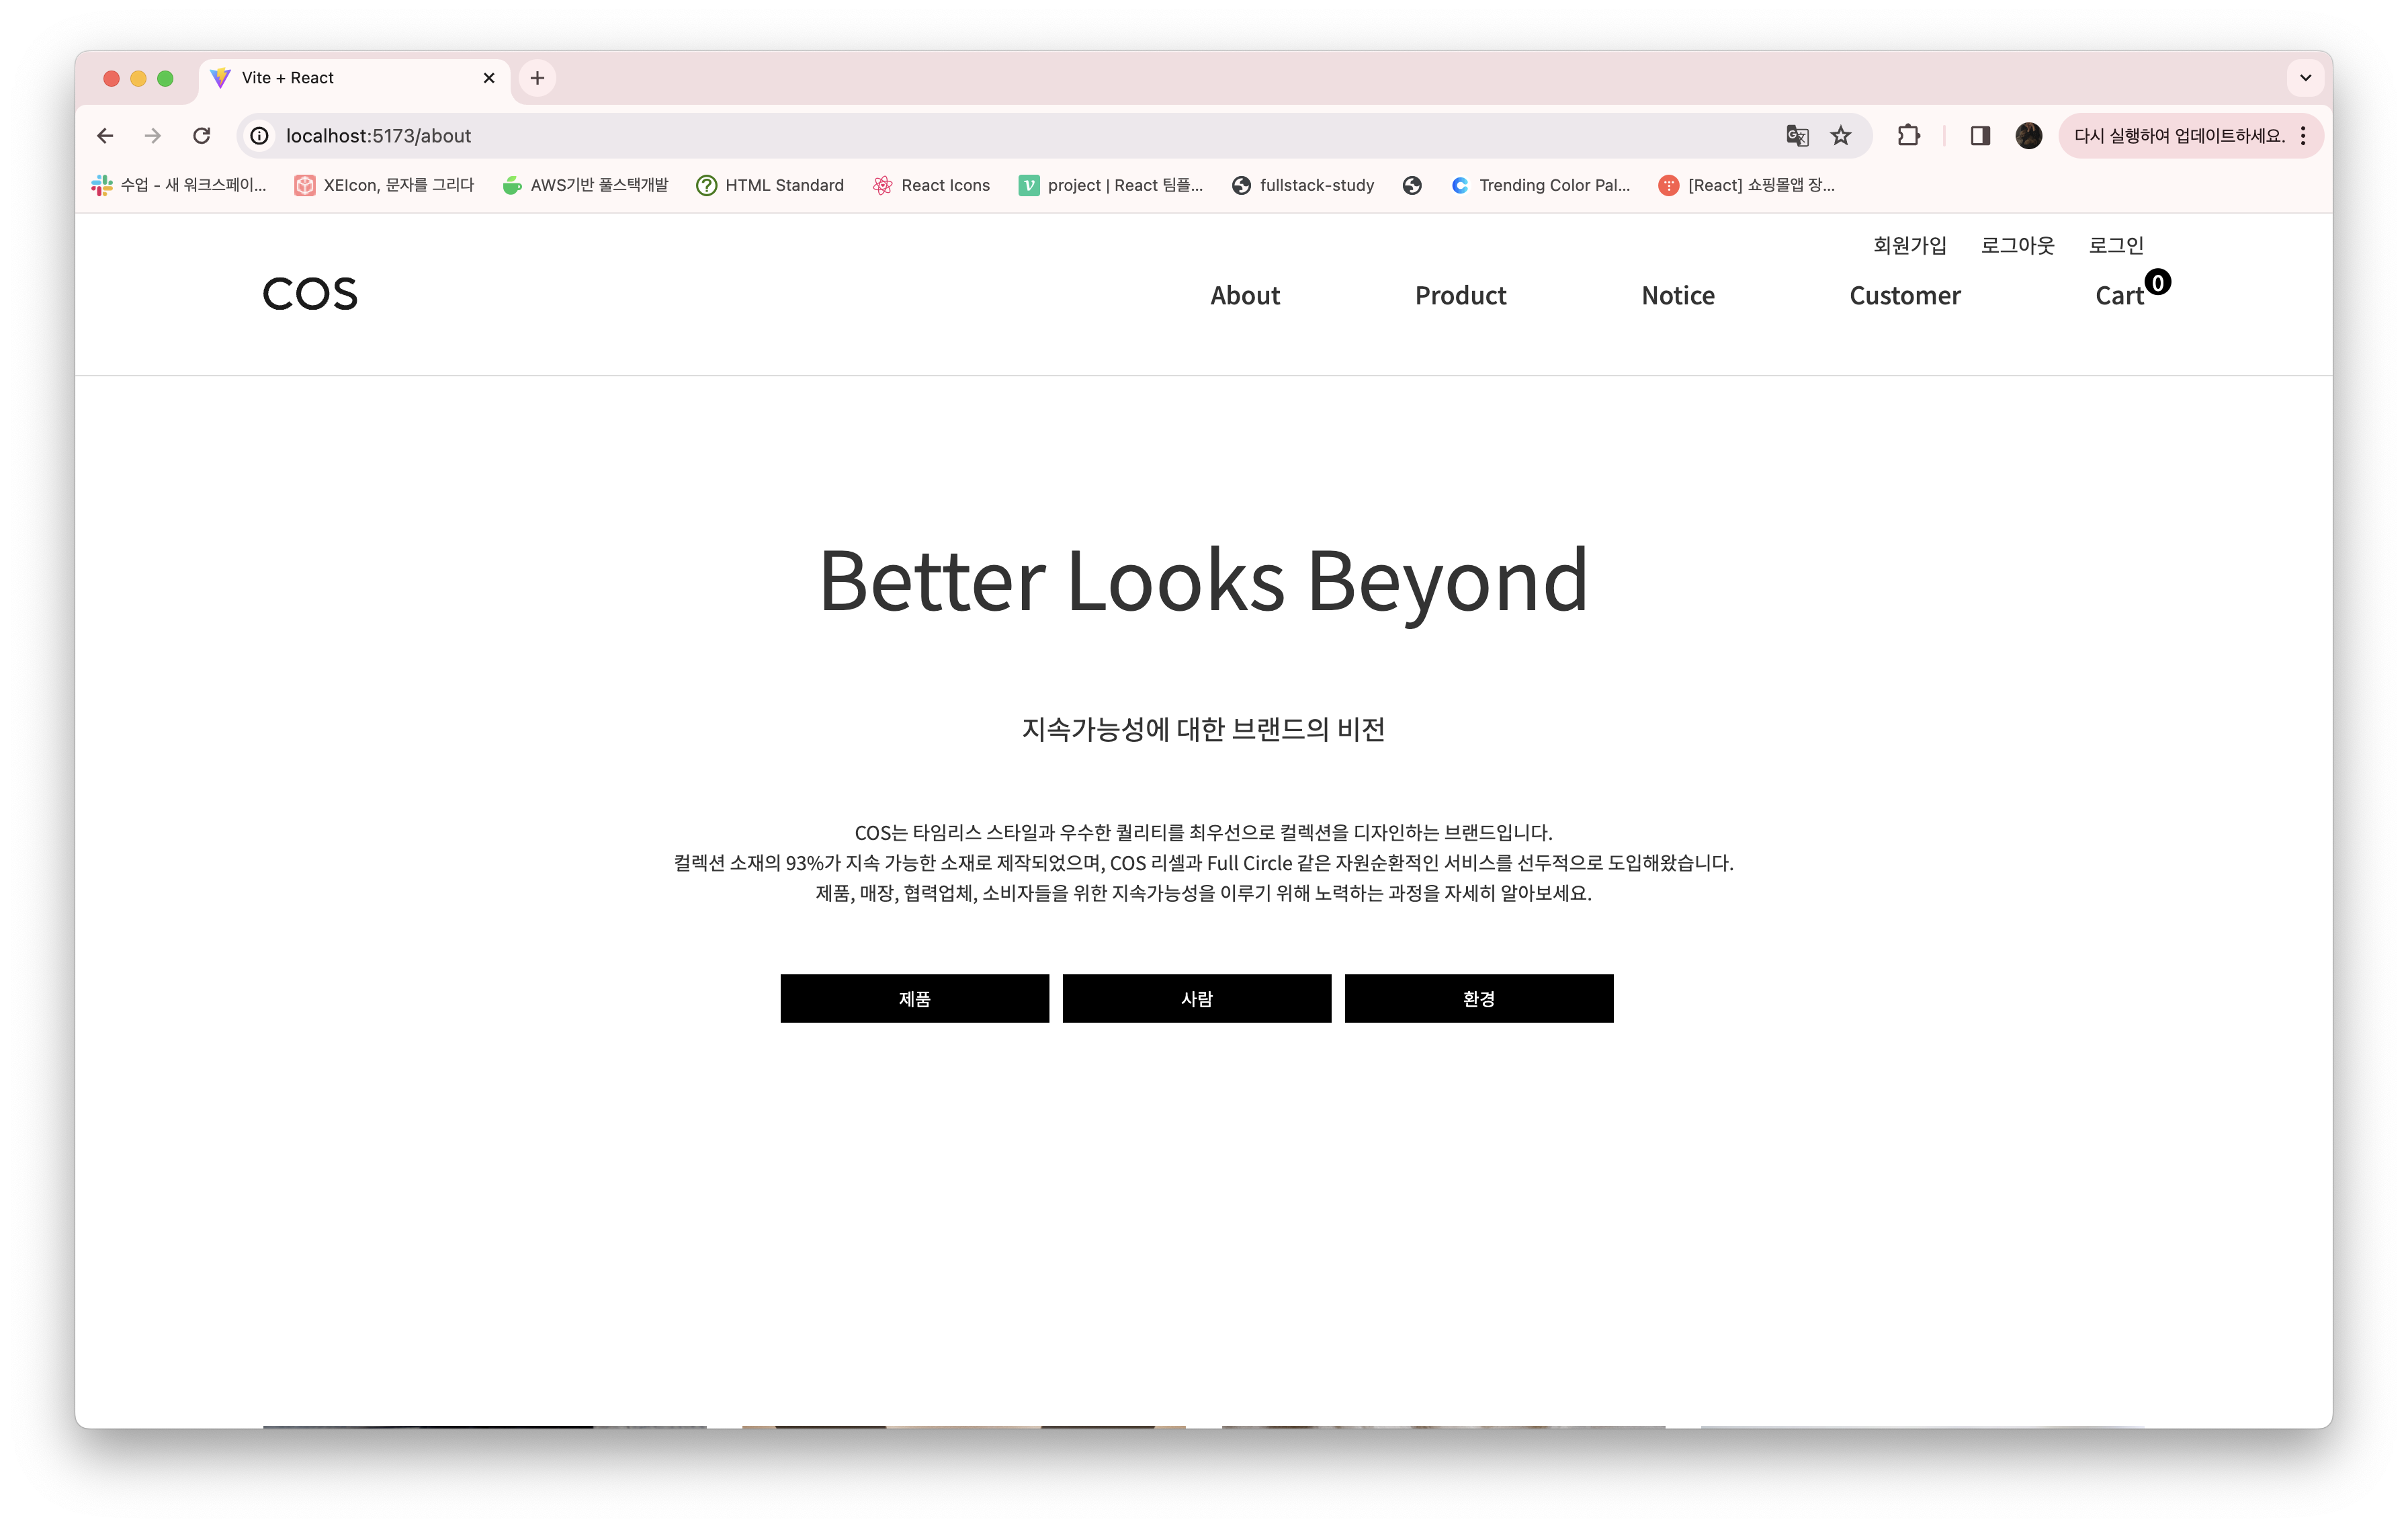 Vite + React
localhost:5173/about
다시 실행하여 업데이트하세요.
수업 - 새 워크스페이...
XEIcon, 문자를 그리다
AWS기반 풀스택개발
HTML Standard
React Icons
project | React 팀플...
fullstack-study
Trending Color Pal...
[React] 쇼핑몰앱 장...
회원가입 로그아웃 로그인
COS
About Product Notice Customer Cart 0
Better Looks Beyond
지속가능성에 대한 브랜드의 비전
COS는 타임리스 스타일과 우수한 퀄리티를 최우선으로 컬렉션을 디자인하는 브랜드입니다.
컬렉션 소재의 93%가 지속 가능한 소재로 제작되었으며, COS 리셀과 Full Circle 같은 자원순환적인 서비스를 선두적으로 도입해왔습니다.
제품, 매장, 협력업체, 소비자들을 위한 지속가능성을 이루기 위해 노력하는 과정을 자세히 알아보세요.
제품 사람 환경